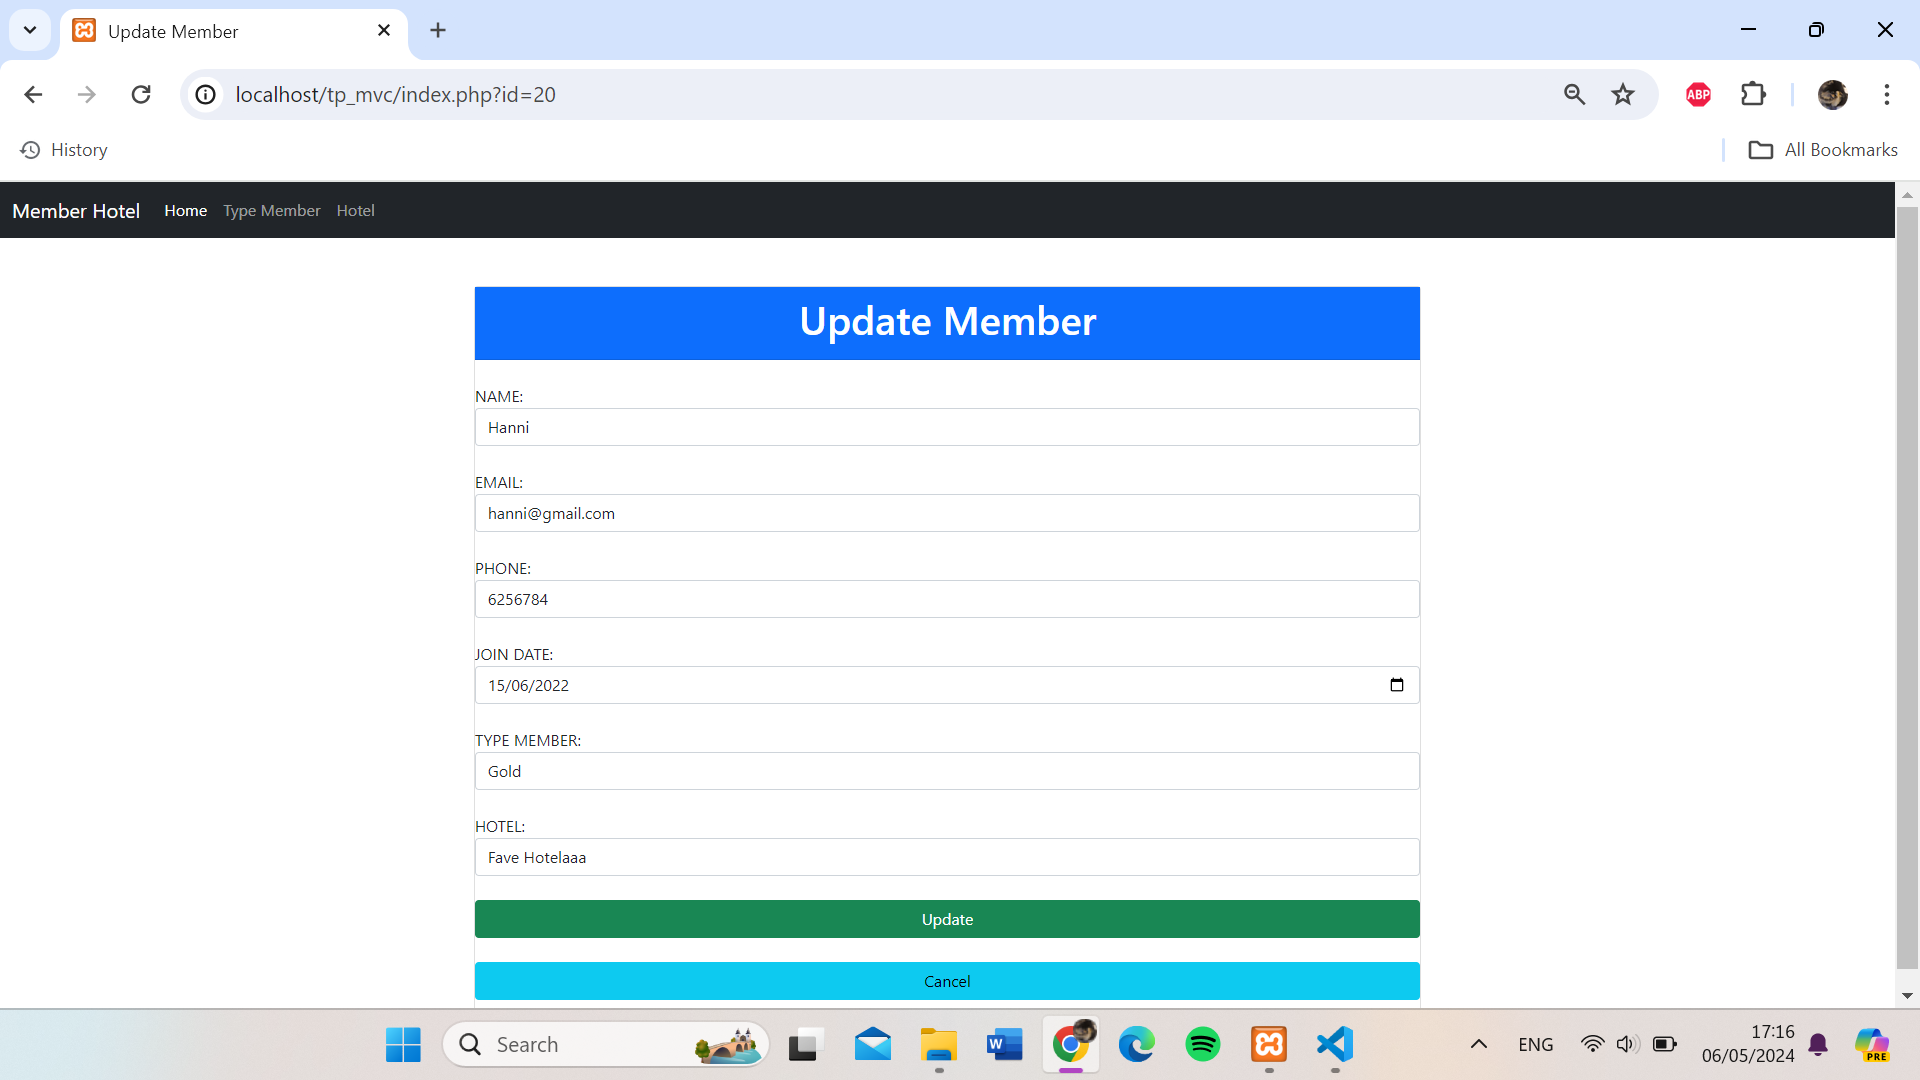 Update Member
localhost/tp_mvc/index.php?id=20
ABP
History
All Bookmarks
Member Hotel Home Type Member Hotel
Update Member
NAME:
Hanni
EMAIL:
hanni@gmail.com
PHONE:
6256784
JOIN DATE:
15/06/2022
TYPE MEMBER:
Gold
HOTEL:
Fave Hotelaaa
Update
Cancel
Search
W
ENG
17:16
06/05/2024
PRE